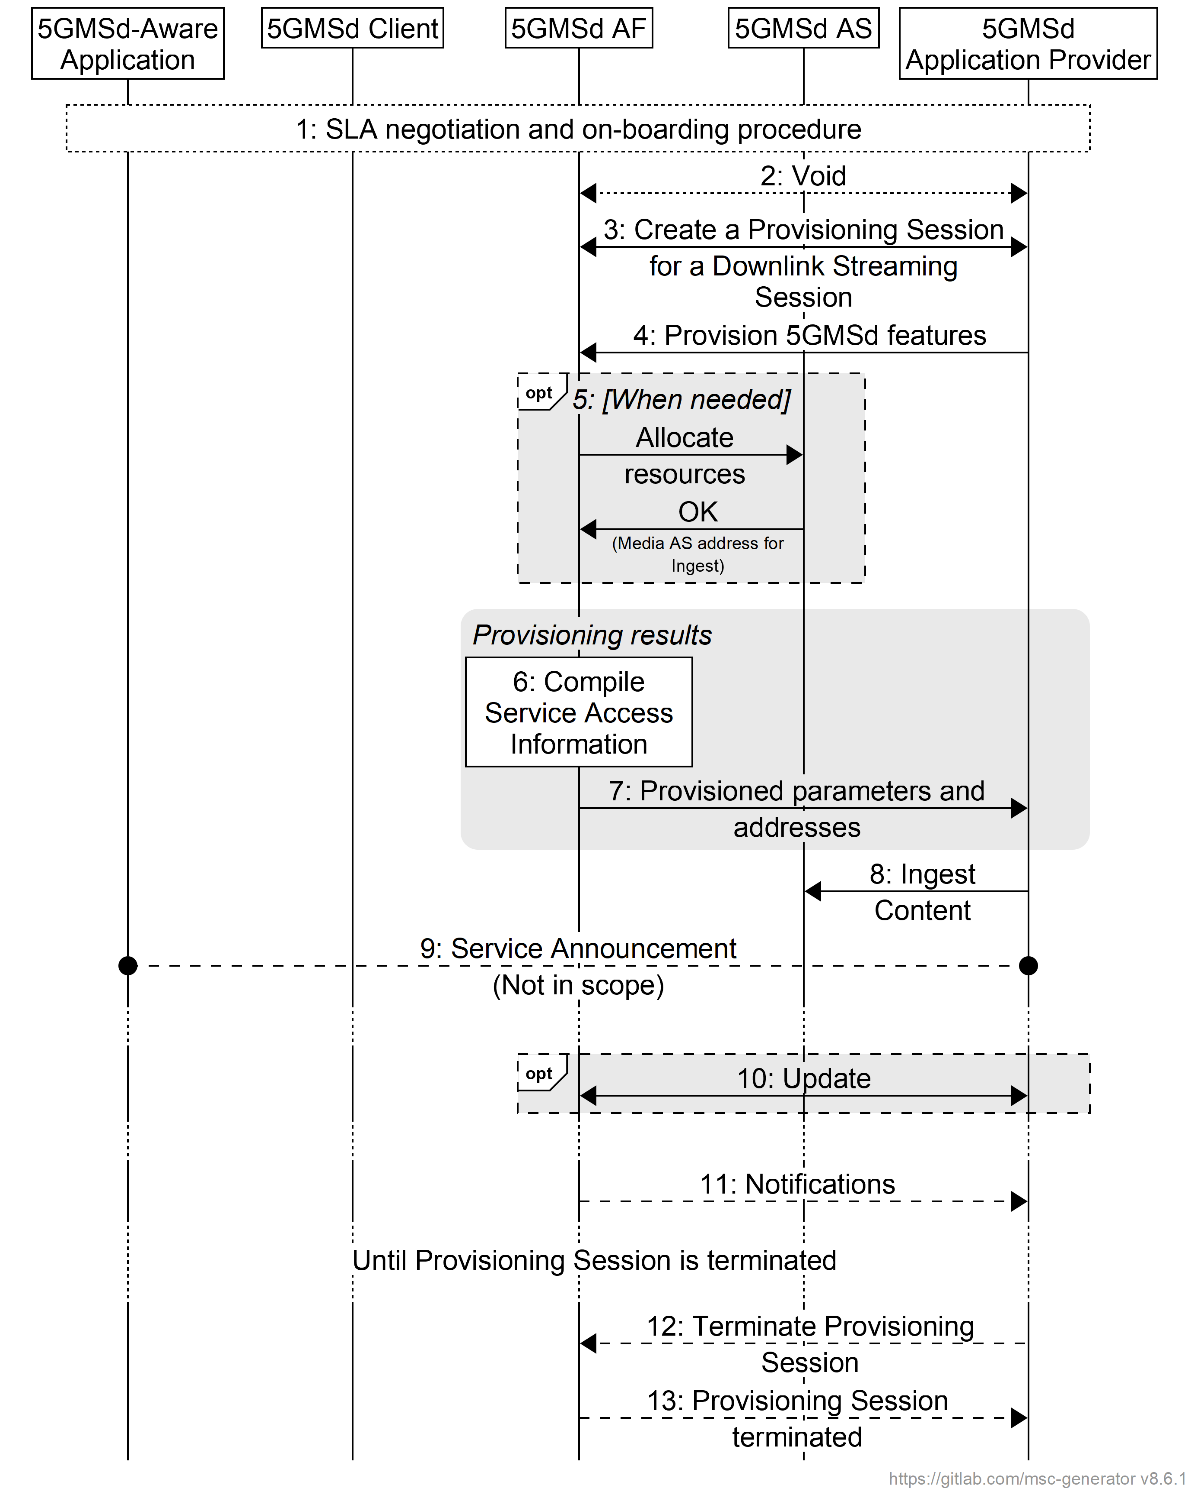 5GMSd-Aware
Application
5GMSd Client
5GMSd AF
5GMSd AS
5GMSd
Application Provider
1: SLA negotiation and on-boarding procedure
2: Void
3: Create a Provisioning Session
for a Downlink Streaming
Session
4: Provision 5GMSd features
opt
5: [When needed]
Allocate
resources
OK
(Media AS address for
Ingest)
Provisioning results
6: Compile
Service Access
Information
7: Provisioned parameters and
addresses
8: Ingest
Content
9: Service Announcement
(Not in scope)
opt
10: Update
11: Notifications
Until Provisioning Session is terminated
12: Terminate Provisioning
Session
13: Provisioning Session
terminated
https://gitlab.com/msc-generator v8.6.1